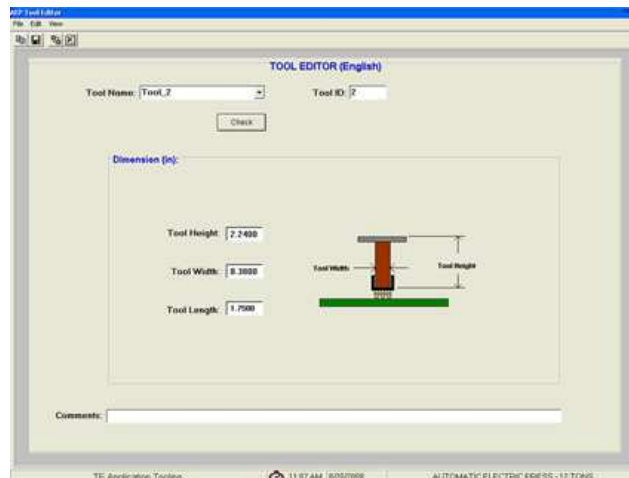 AEP Tool Editor
File Edit View
TOOL EDITOR (English)
Tool Name: Tool_2 Tool ID: 2
Check
Dimension (in):
Tool Height: 2.2400
Tool Width: 0.3800
Tool Length: 1.7500
Tool Width
Tool Height
Comments:
TE Application Tooling 11:07 AM AUTOMATIC ELECTRIC PRESS - 12 TONS